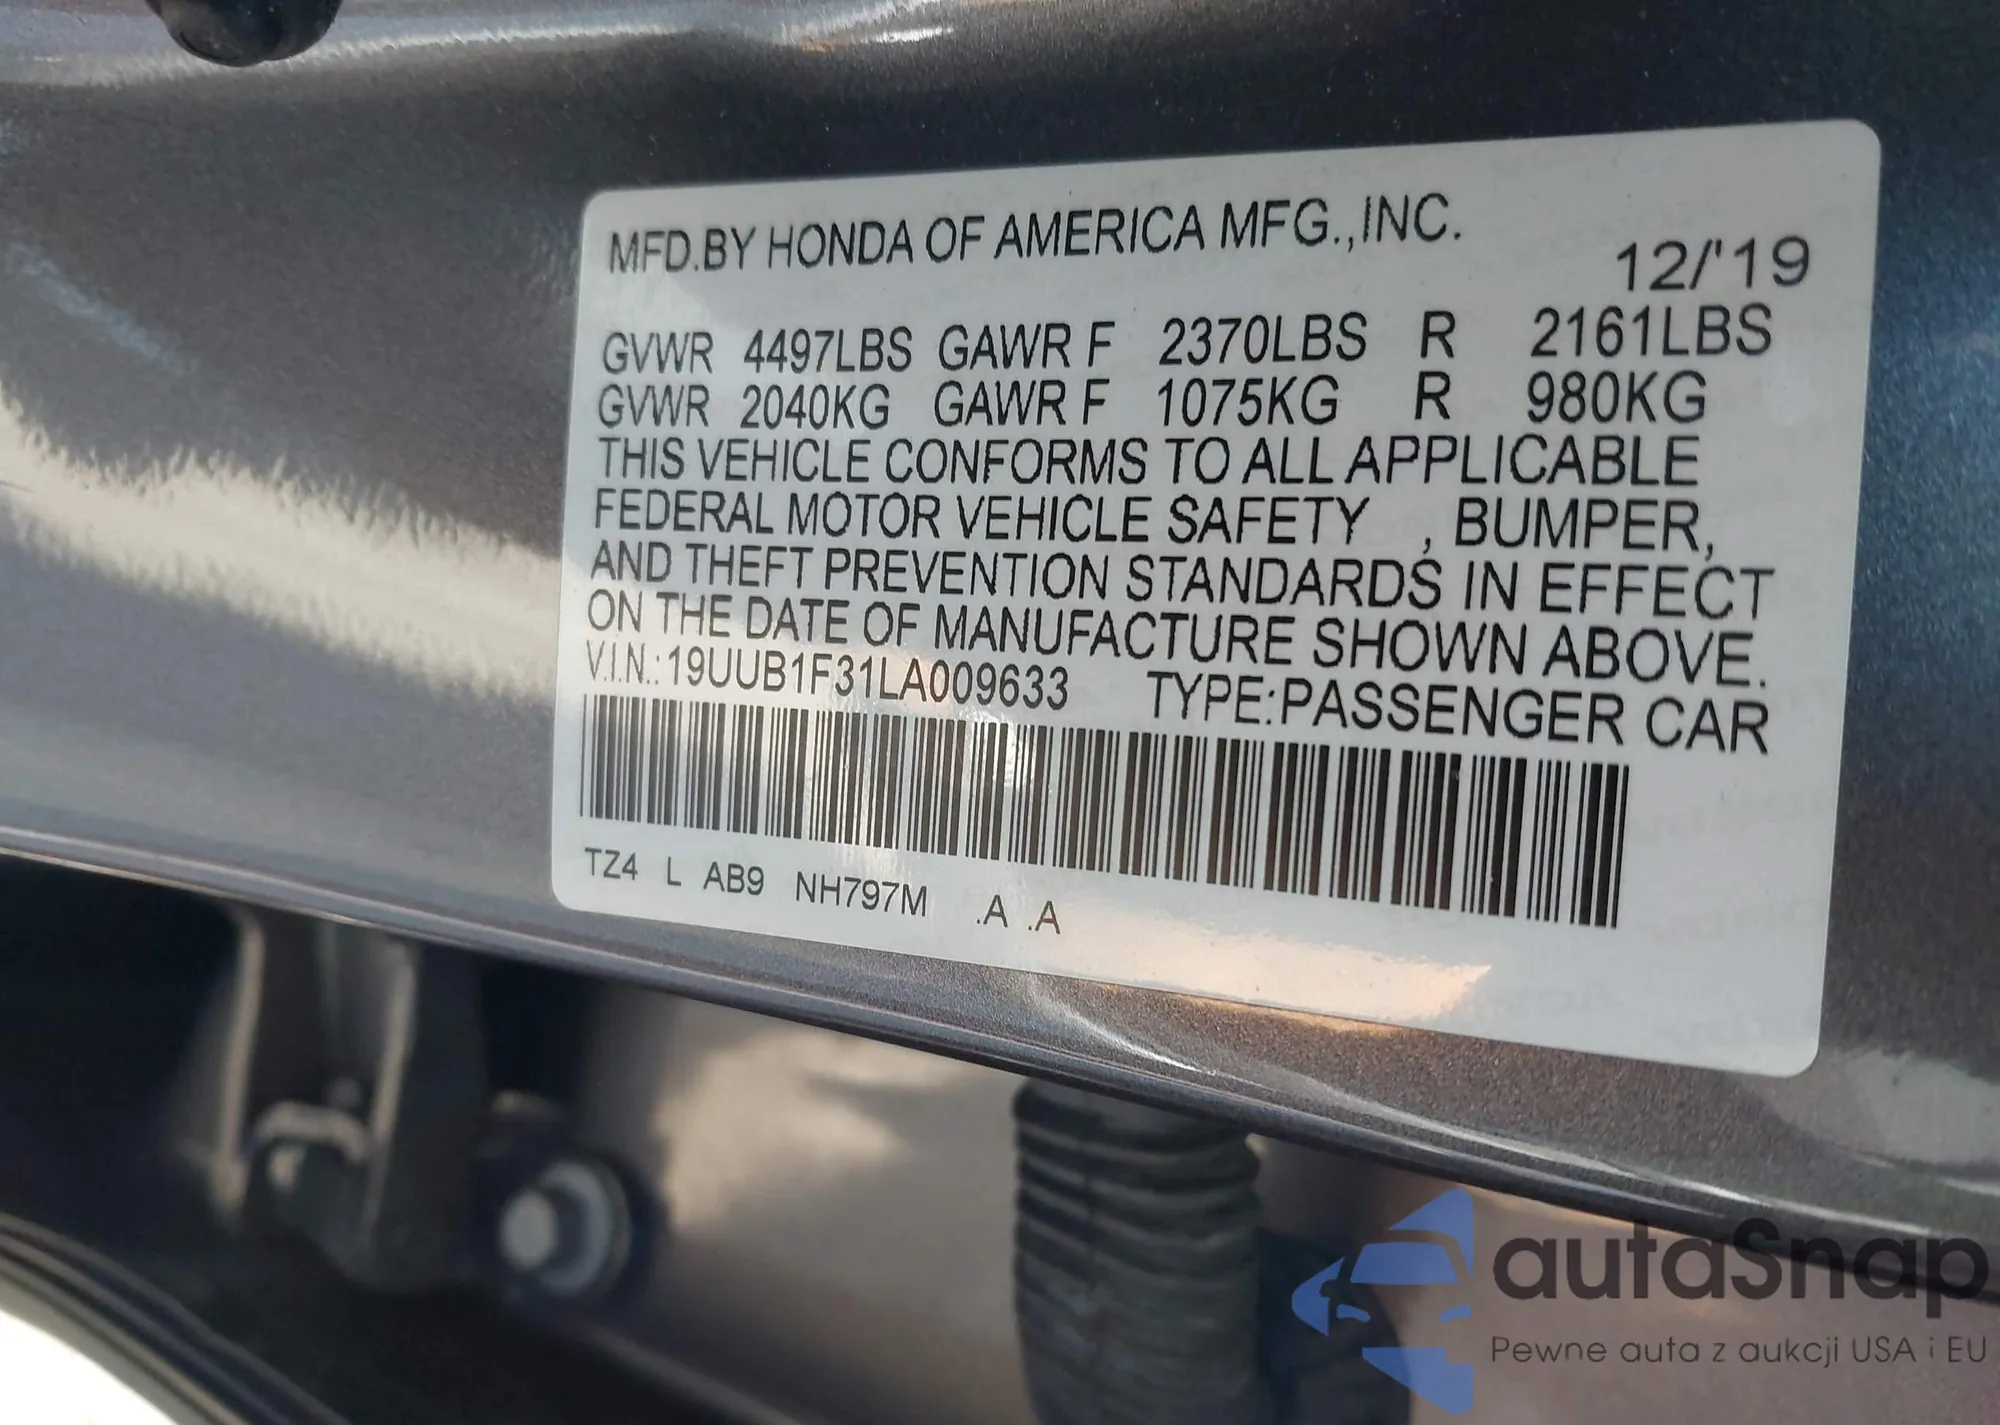 MFD.BY HONDA OF AMERICA MFG.,INC.
12/'19
GVWR 4497LBS GAWR F 2370LBS R 2161LBS
GVWR 2040KG GAWR F 1075KG R 980KG
THIS VEHICLE CONFORMS TO ALL APPLICABLE
FEDERAL MOTOR VEHICLE SAFETY , BUMPER,
AND THEFT PREVENTION STANDARDS IN EFFECT
ON THE DATE OF MANUFACTURE SHOWN ABOVE.
V.I.N.:19UUB1F31LA009633 TYPE:PASSENGER CAR
TZ4 L AB9 NH797M .A .A
autaSnap
Pewne auta z aukcji USA i EU